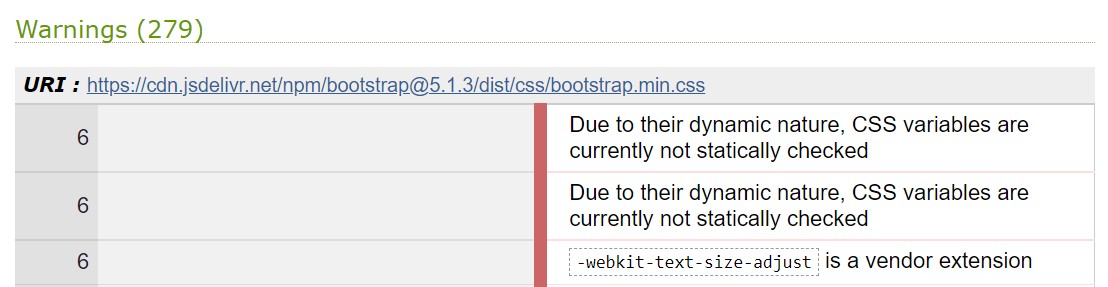 Warnings (279)
URI : https://cdn.jsdelivr.net/npm/bootstrap@5.1.3/dist/css/bootstrap.min.css
6 Due to their dynamic nature, CSS variables are
currently not statically checked
6 Due to their dynamic nature, CSS variables are
currently not statically checked
6 -webkit-text-size-adjust is a vendor extension